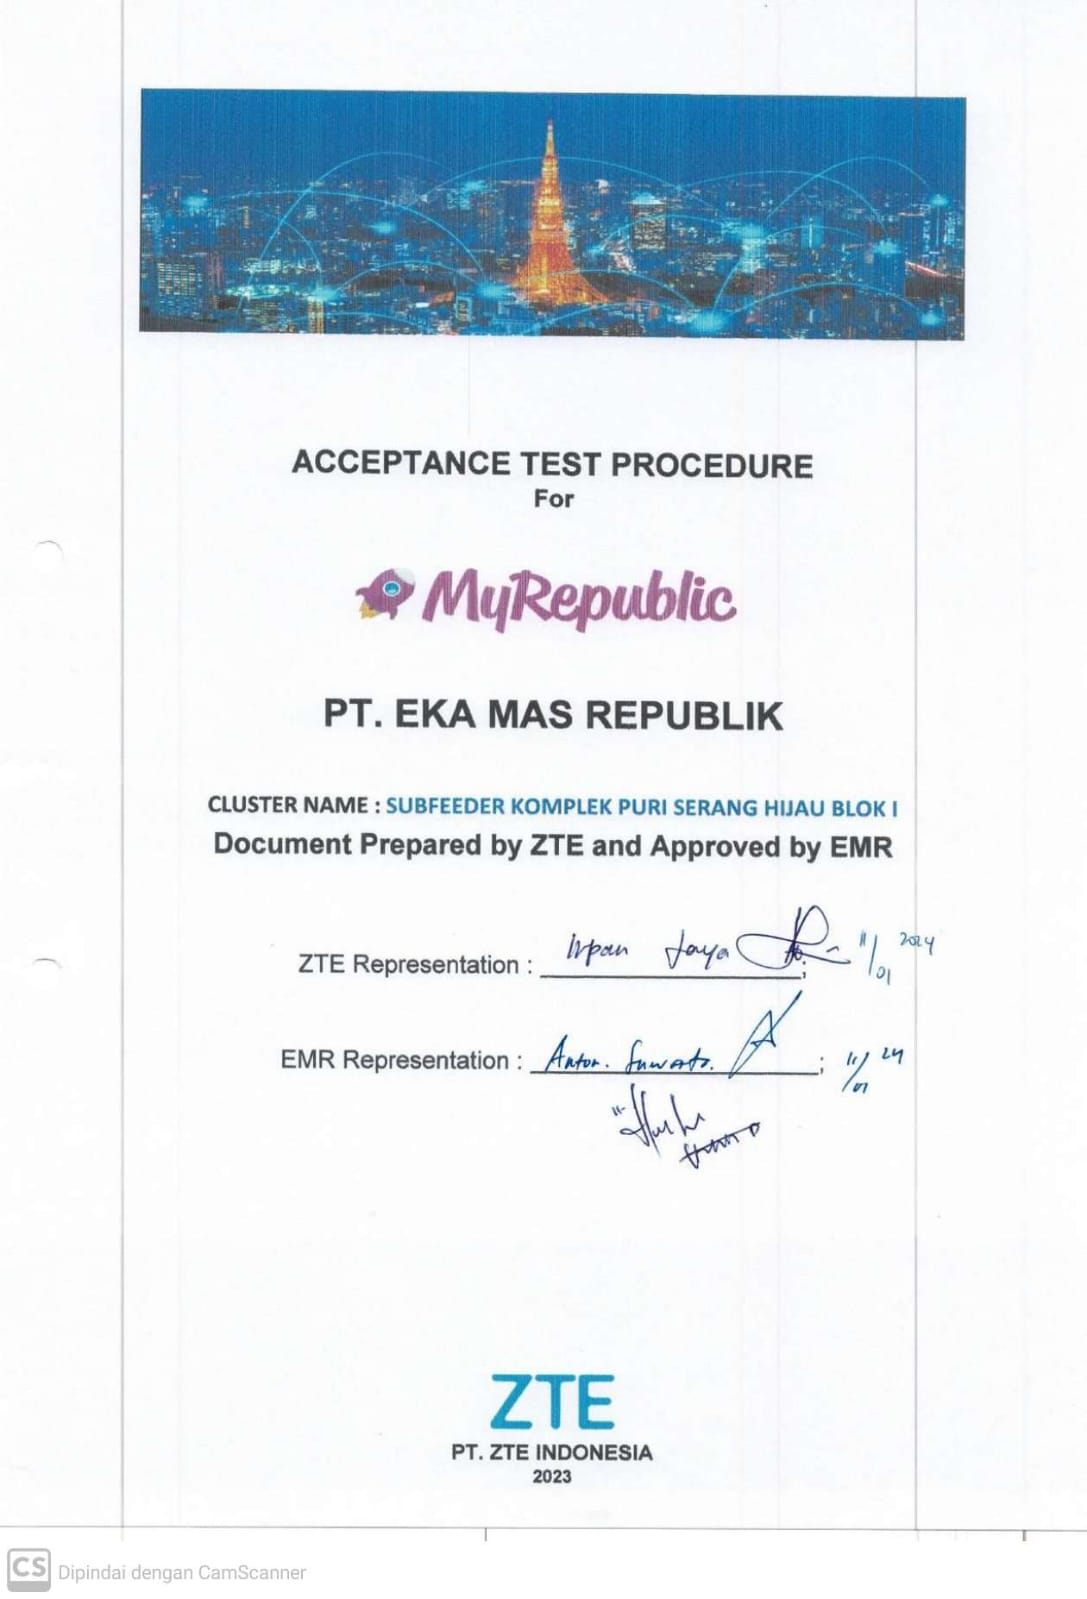 ACCEPTANCE TEST PROCEDURE
For
MyRepublic
PT. EKA MAS REPUBLIK
CLUSTER NAME : SUBFEEDER KOMPLEK PURI SERANG HIJAU BLOK I
Document Prepared by ZTE and Approved by EMR
ZTE Representation : Irpan Jaya ; 11/01 2024
EMR Representation : Anton. Suwarto. ; 11/01 24
ZTE
PT. ZTE INDONESIA
2023
CS Dipindai dengan CamScanner